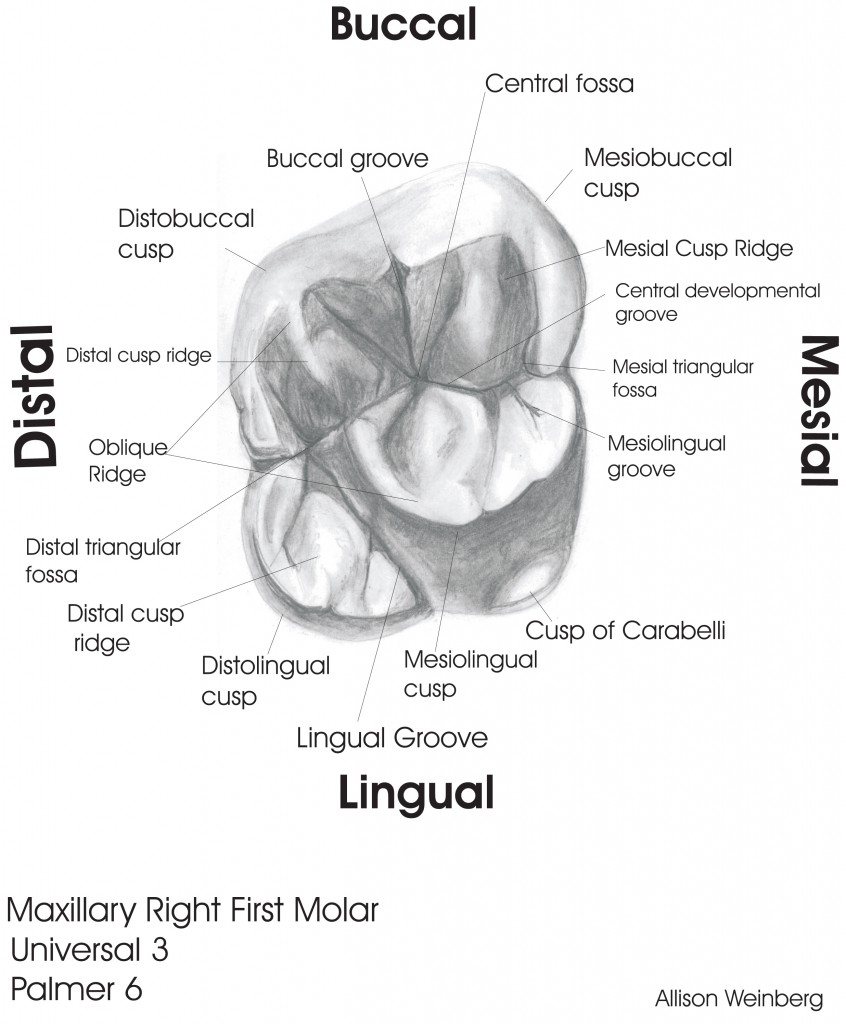 Buccal
Central fossa
Buccal groove
Mesiobuccal
cusp
Distobuccal
cusp
Mesial Cusp Ridge
Central developmental
groove
Distal
Distal cusp ridge
Mesial triangular
fossa
Mesial
Oblique
Ridge
Mesiolingual
groove
Distal triangular
fossa
Distal cusp
ridge
Cusp of Carabelli
Distolingual
cusp
Mesiolingual
cusp
Lingual Groove
Lingual
Maxillary Right First Molar
Universal 3
Palmer 6
Allison Weinberg